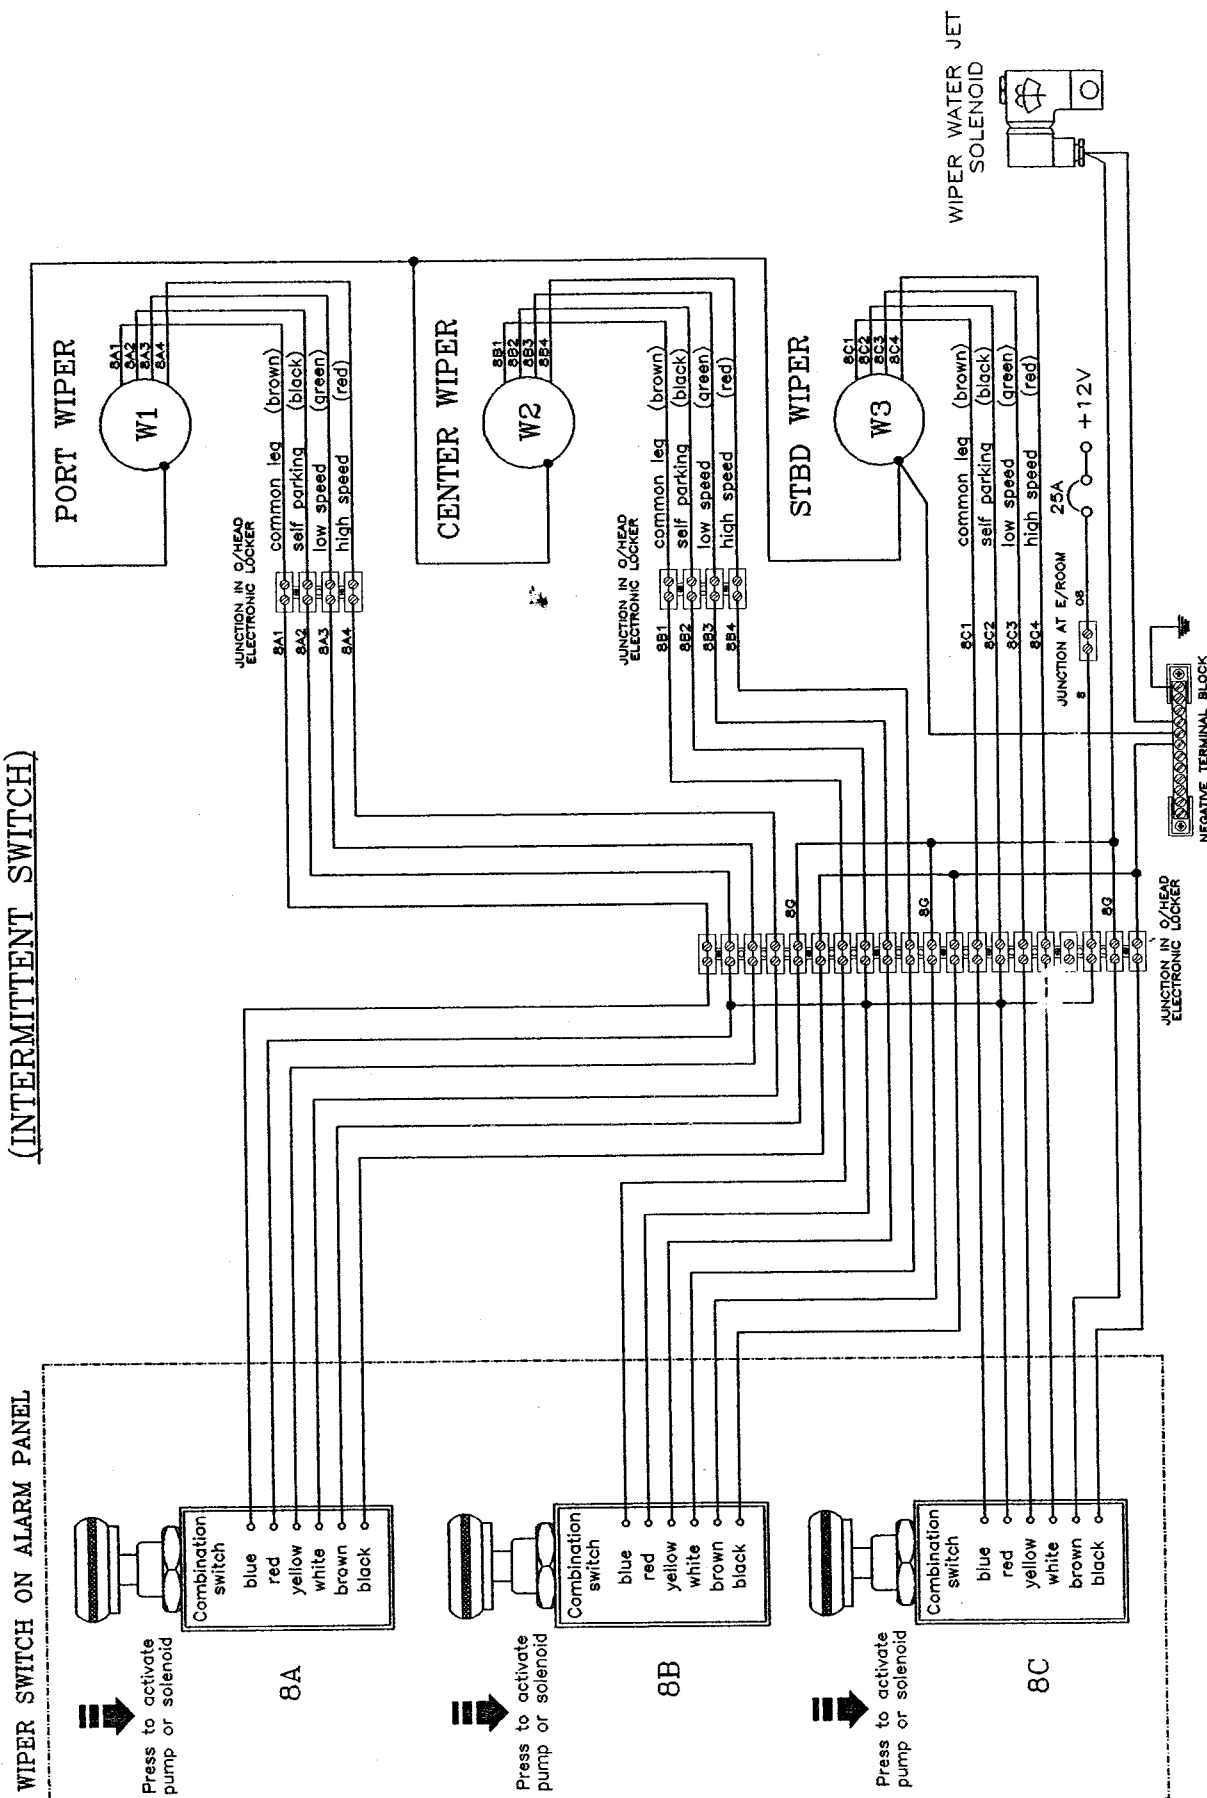 (INTERMITTENT SWITCH)
WIPER SWITCH ON ALARM PANEL
Press to activate
pump or solenoid
8A
Combination
switch
blue
red
yellow
white
brown
black
Press to activate
pump or solenoid
8B
Combination
switch
blue
red
yellow
white
brown
black
Press to activate
pump or solenoid
8C
Combination
switch
blue
red
yellow
white
brown
black
PORT WIPER
W1
8A1
8A2
8A3
8A4
common leg (brown)
self parking (black)
low speed (green)
high speed (red)
JUNCTION IN O/HEAD
ELECTRONIC LOCKER
8A1
8A2
8A3
8A4
CENTER WIPER
W2
8B1
8B2
8B3
8B4
common leg (brown)
self parking (black)
low speed (green)
high speed (red)
JUNCTION IN O/HEAD
ELECTRONIC LOCKER
8B1
8B2
8B3
8B4
STBD WIPER
W3
8C1
8C2
8C3
8C4
common leg (brown)
self parking (black)
low speed (green)
high speed (red)
8C1
8C2
8C3
8C4
8G
8G
8G
JUNCTION IN O/HEAD
ELECTRONIC LOCKER
JUNCTION AT E/ROOM
8
08
25A
+12V
NEGATIVE TERMINAL BLOCK
WIPER WATER JET
SOLENOID